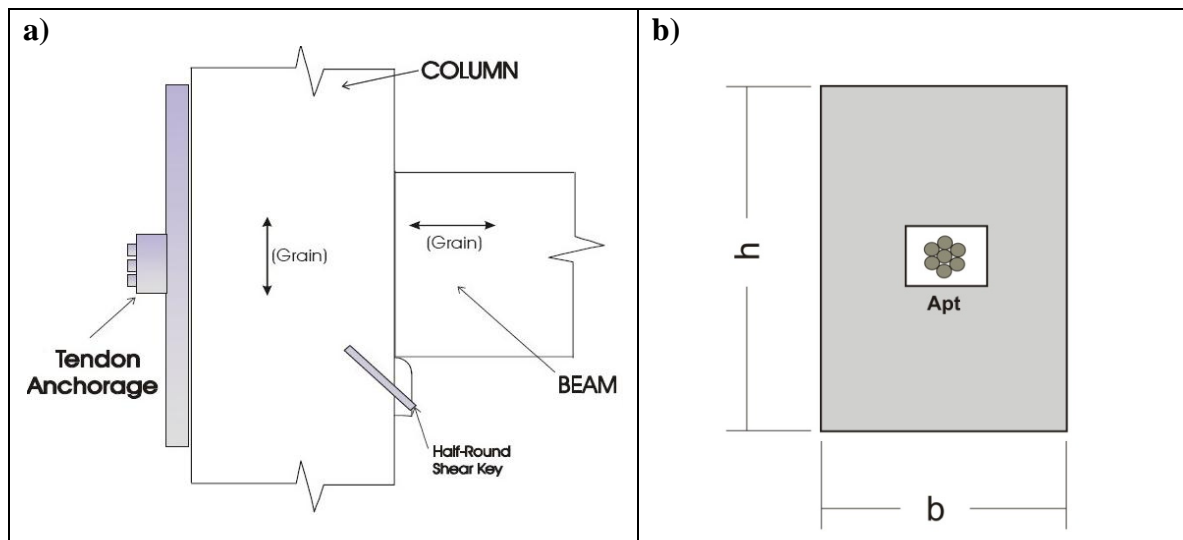 a)
COLUMN
(Grain)
(Grain)
Tendon
Anchorage
BEAM
Half-Round
Shear Key
b)
h
Apt
b